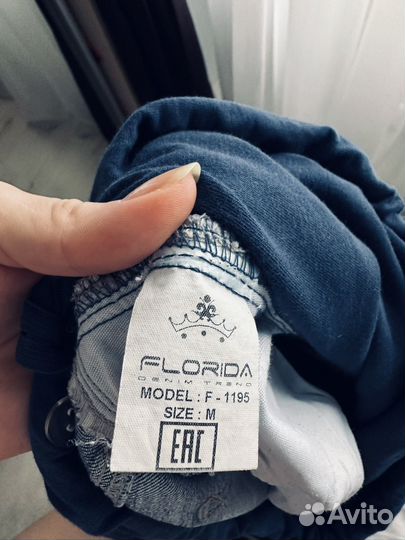 FLORIDA
DENIM TREND
MODEL : F - 1195
SIZE : M
EAC
Avito